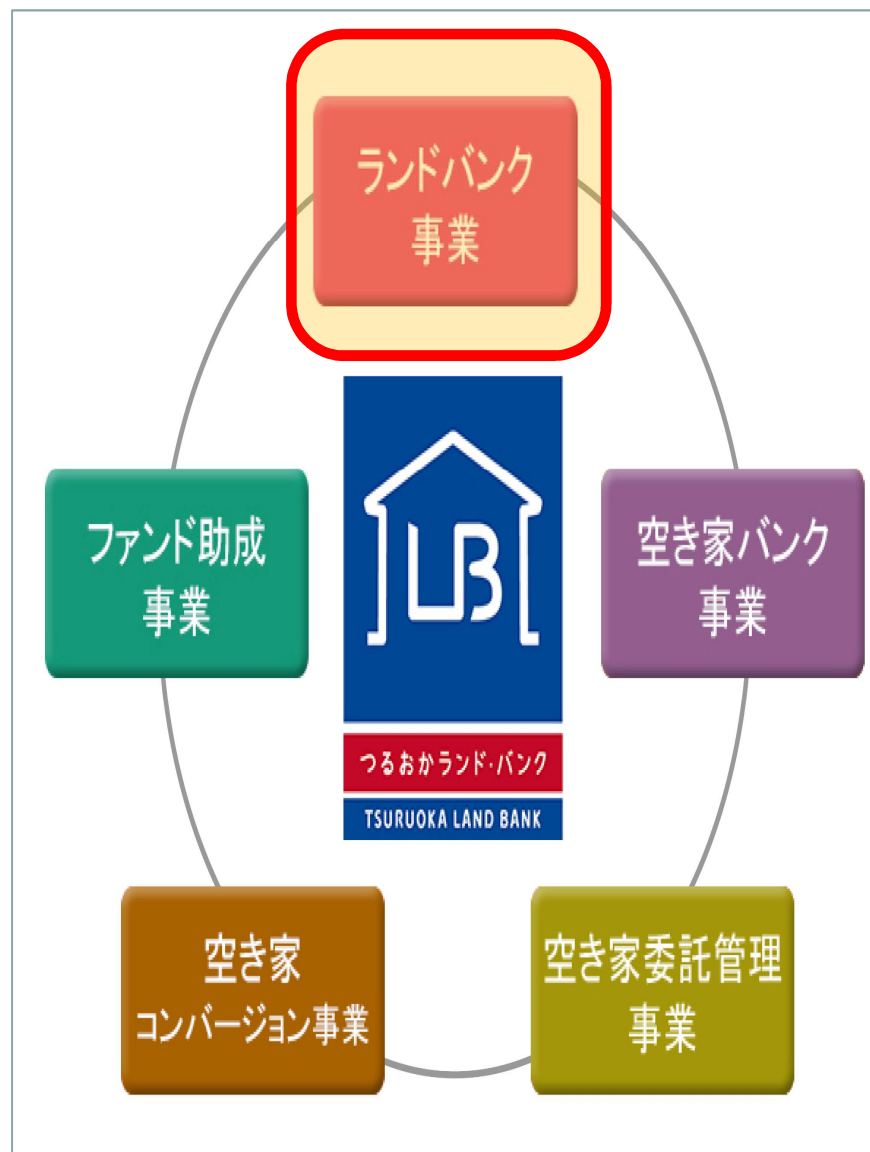 ランドバンク
事業
ファンド助成
事業
空き家バンク
事業
LB
つるおかランド・バンク
TSURUOKA LAND BANK
空き家
コンバージョン事業
空き家委託管理
事業